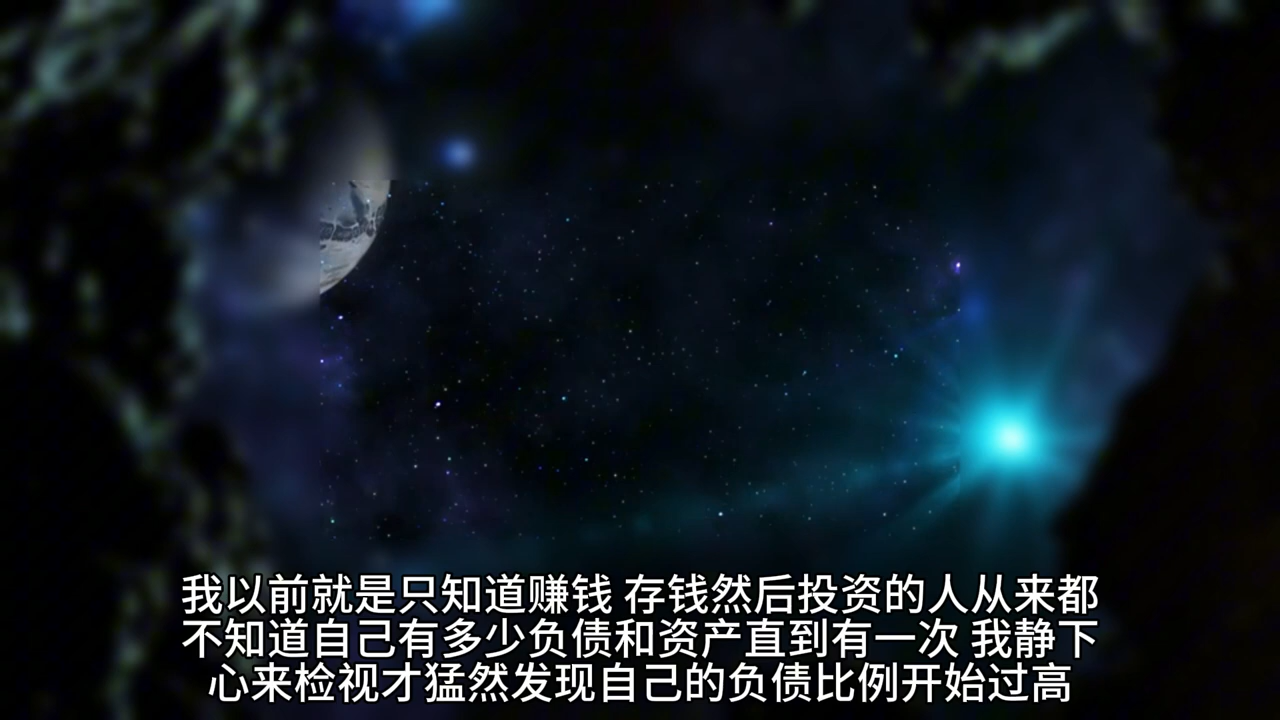 我以前就是只知道赚钱 存钱然后投资的人从来都
不知道自己有多少负债和资产直到有一次 我静下
心来检视才猛然发现自己的负债比例开始过高